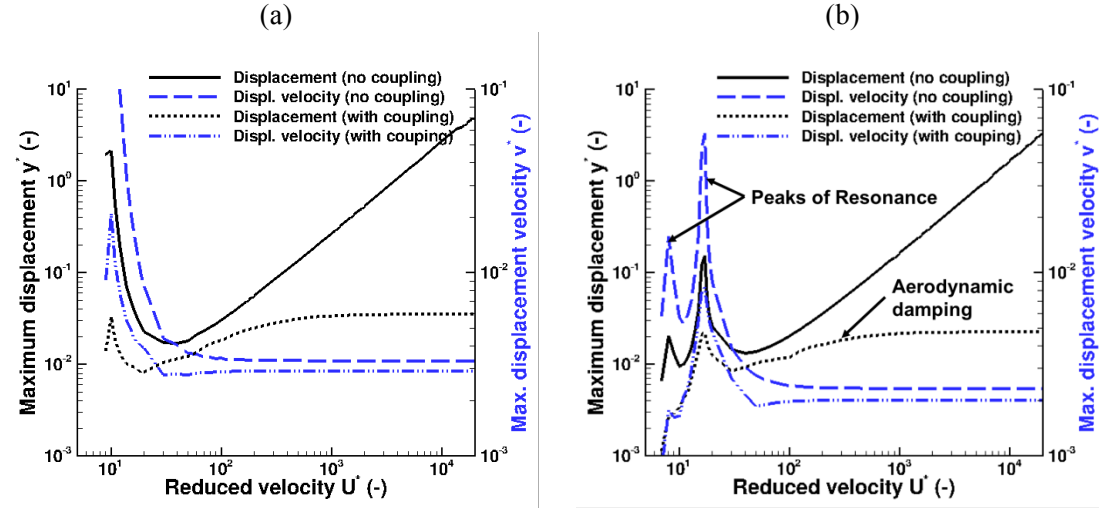 (a)
Displacement (no coupling)
Displ. velocity (no coupling)
Displacement (with coupling)
Displ. velocity (with couping)
Maximum displacement y* (-)
10¹
10⁰
10⁻¹
10⁻²
10⁻³
10⁻¹
10⁻²
10⁻³
Max. displacement velocity v* (-)
10¹ 10² 10³ 10⁴
Reduced velocity U* (-)
(b)
Displacement (no coupling)
Displ. velocity (no coupling)
Displacement (with coupling)
Displ. velocity (with couping)
Peaks of Resonance
Aerodynamic
damping
Maximum displacement y* (-)
10¹
10⁰
10⁻¹
10⁻²
10⁻³
10⁻¹
10⁻²
10⁻³
Max. displacement velocity v* (-)
10¹ 10² 10³ 10⁴
Reduced velocity U* (-)